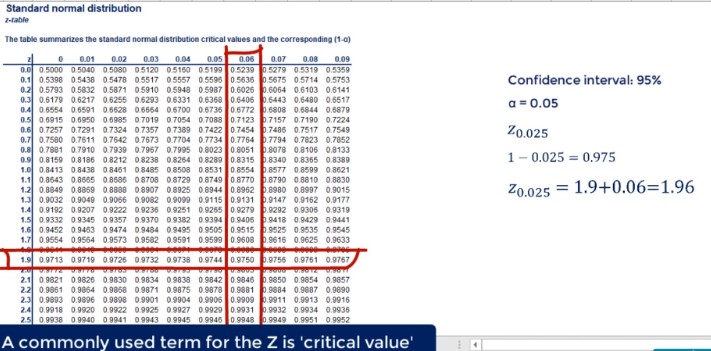 Standard normal distribution
z-table
The table summarizes the standard normal distribution critical values and the corresponding (1-α)
z 0 0.01 0.02 0.03 0.04 0.05 0.06 0.07 0.08 0.09
0.0 0.5000 0.5040 0.5080 0.5120 0.5160 0.5199 0.5239 0.5279 0.5319 0.5359
0.1 0.5398 0.5438 0.5478 0.5517 0.5557 0.5596 0.5636 0.5675 0.5714 0.5753
0.2 0.5793 0.5832 0.5871 0.5910 0.5948 0.5987 0.6026 0.6064 0.6103 0.6141
0.3 0.6179 0.6217 0.6255 0.6293 0.6331 0.6368 0.6406 0.6443 0.6480 0.6517
0.4 0.6554 0.6591 0.6628 0.6664 0.6700 0.6736 0.6772 0.6808 0.6844 0.6879
0.5 0.6915 0.6950 0.6985 0.7019 0.7054 0.7088 0.7123 0.7157 0.7190 0.7224
0.6 0.7257 0.7291 0.7324 0.7357 0.7389 0.7422 0.7454 0.7486 0.7517 0.7549
0.7 0.7580 0.7611 0.7642 0.7673 0.7704 0.7734 0.7764 0.7794 0.7823 0.7852
0.8 0.7881 0.7910 0.7939 0.7967 0.7995 0.8023 0.8051 0.8078 0.8106 0.8133
0.9 0.8159 0.8186 0.8212 0.8238 0.8264 0.8289 0.8315 0.8340 0.8365 0.8389
1.0 0.8413 0.8438 0.8461 0.8485 0.8508 0.8531 0.8554 0.8577 0.8599 0.8621
1.1 0.8643 0.8665 0.8686 0.8708 0.8729 0.8749 0.8770 0.8790 0.8810 0.8830
1.2 0.8849 0.8869 0.8888 0.8907 0.8925 0.8944 0.8962 0.8980 0.8997 0.9015
1.3 0.9032 0.9049 0.9066 0.9082 0.9099 0.9115 0.9131 0.9147 0.9162 0.9177
1.4 0.9192 0.9207 0.9222 0.9236 0.9251 0.9265 0.9279 0.9292 0.9306 0.9319
1.5 0.9332 0.9345 0.9357 0.9370 0.9382 0.9394 0.9406 0.9418 0.9429 0.9441
1.6 0.9452 0.9463 0.9474 0.9484 0.9495 0.9505 0.9515 0.9525 0.9535 0.9545
1.7 0.9554 0.9564 0.9573 0.9582 0.9591 0.9599 0.9608 0.9616 0.9625 0.9633
1.9 0.9713 0.9719 0.9726 0.9732 0.9738 0.9744 0.9750 0.9756 0.9761 0.9767
2.1 0.9821 0.9826 0.9830 0.9834 0.9838 0.9842 0.9846 0.9850 0.9854 0.9857
2.2 0.9861 0.9864 0.9868 0.9871 0.9875 0.9878 0.9881 0.9884 0.9887 0.9890
2.3 0.9893 0.9896 0.9898 0.9901 0.9904 0.9906 0.9909 0.9911 0.9913 0.9916
2.4 0.9918 0.9920 0.9922 0.9925 0.9927 0.9929 0.9931 0.9932 0.9934 0.9936
2.5 0.9938 0.9940 0.9941 0.9943 0.9945 0.9946 0.9948 0.9949 0.9951 0.9952
Confidence interval: 95%
α = 0.05
Z0.025
1 − 0.025 = 0.975
Z0.025 = 1.9+0.06=1.96
A commonly used term for the Z is 'critical value'